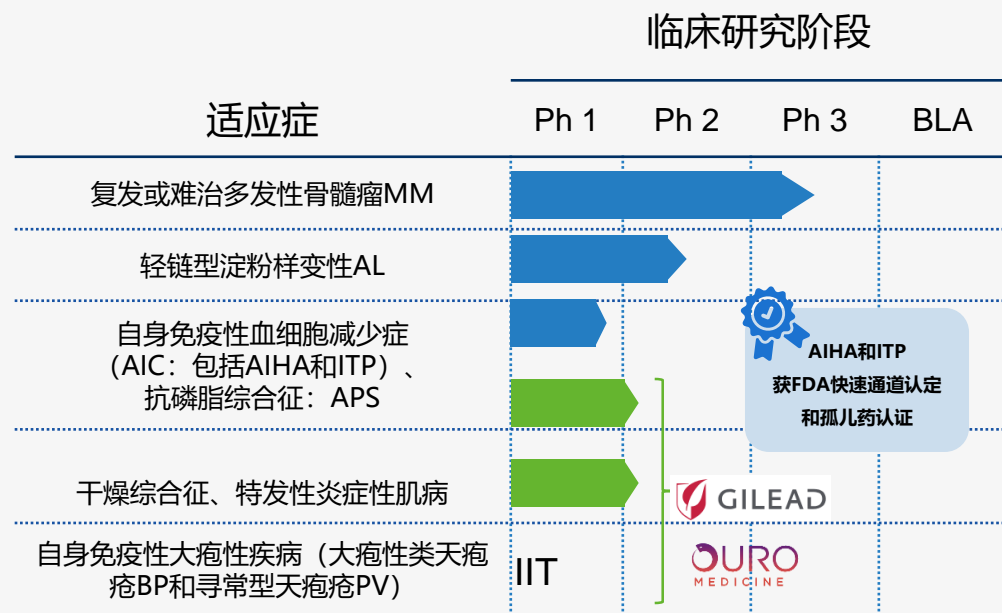 临床研究阶段
适应症
Ph 1 Ph 2 Ph 3 BLA
复发或难治多发性骨髓瘤MM
轻链型淀粉样变性AL
自身免疫性血细胞减少症
（AIC：包括AIHA和ITP）、
抗磷脂综合征：APS
AIHA和ITP
获FDA快速通道认定
和孤儿药认证
干燥综合征、特发性炎症性肌病
GILEAD
自身免疫性大疱性疾病（大疱性类天疱
疮BP和寻常型天疱疮PV）
IIT
OURO
MEDICINE